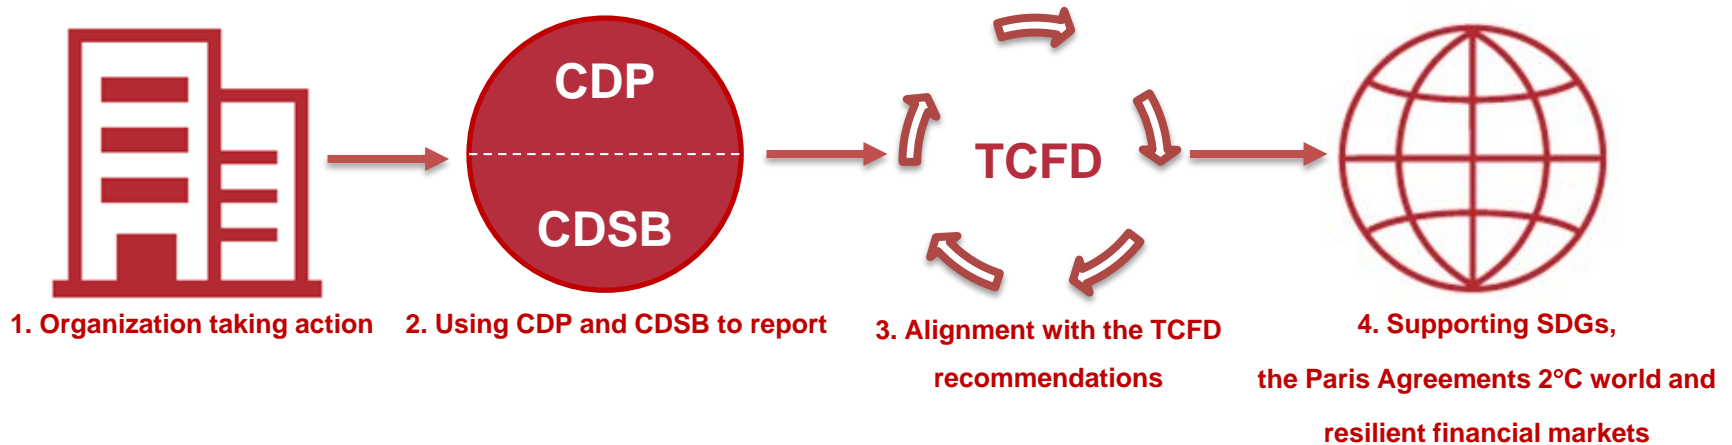 CDP
CDSB
TCFD
1. Organization taking action
2. Using CDP and CDSB to report
3. Alignment with the TCFD
recommendations
4. Supporting SDGs,
the Paris Agreements 2°C world and
resilient financial markets